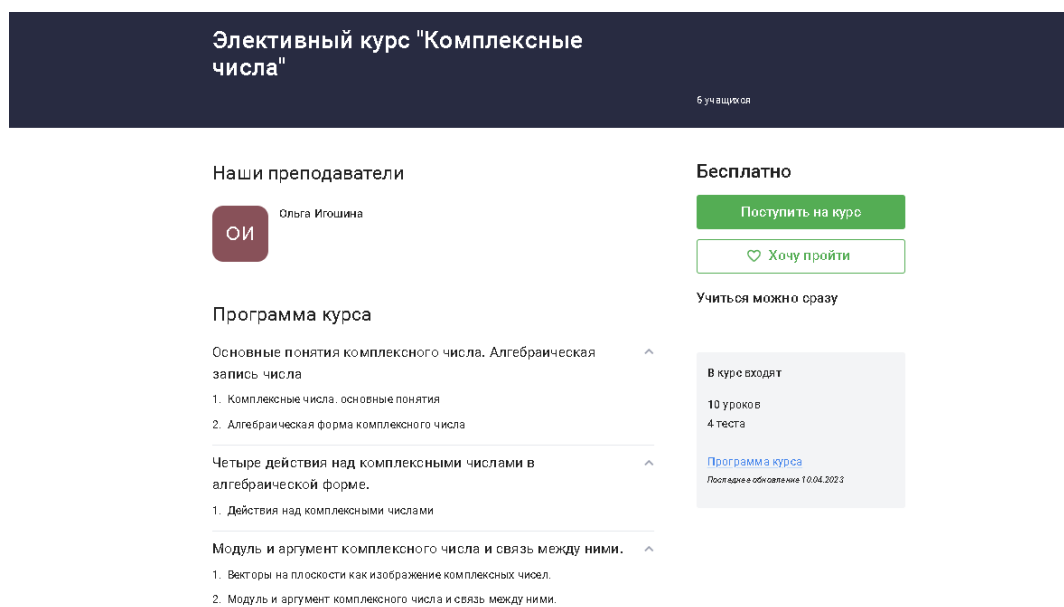 Элективный курс "Комплексные
числа"
6 учащихся
Наши преподаватели
ОИ
Ольга Игошина
Программа курса
Основные понятия комплексного числа. Алгебраическая
запись числа
1. Комплексные числа. основные понятия
2. Алгебраическая форма комплексного числа
Четыре действия над комплексными числами в
алгебраической форме.
1. Действия над комплексными числами
Модуль и аргумент комплексного числа и связь между ними.
1. Векторы на плоскости как изображение комплексных чисел.
2. Модуль и аргумент комплексного числа и связь между ними.
Бесплатно
Поступить на курс
Хочу пройти
Учиться можно сразу
В курс входят
10 уроков
4 теста
Программа курса
Последнее обновление 10.04.2023